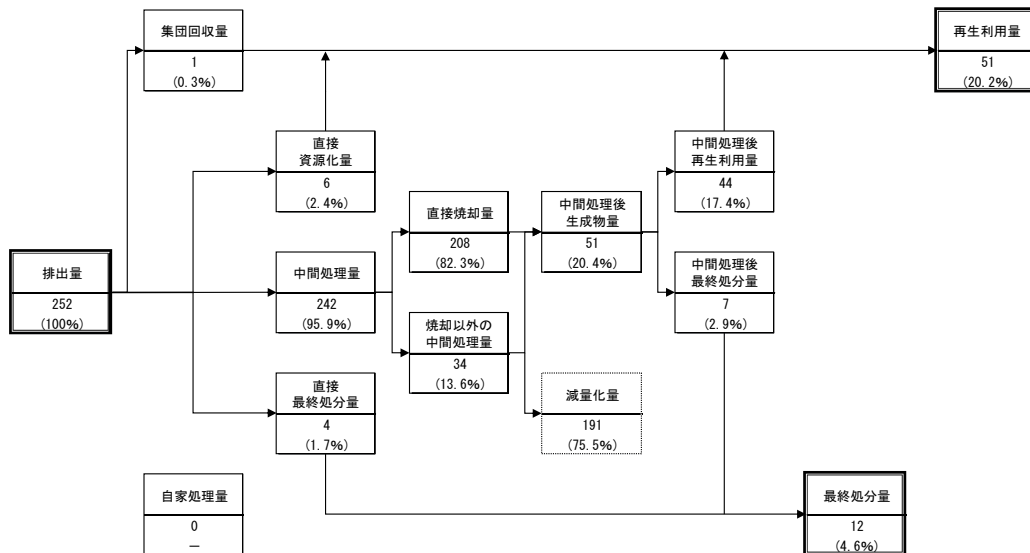 集団回収量
1
(0.3%)
再生利用量
51
(20.2%)
直接
資源化量
6
(2.4%)
中間処理後
再生利用量
44
(17.4%)
直接焼却量
208
(82.3%)
中間処理後
生成物量
51
(20.4%)
排出量
252
(100%)
中間処理量
242
(95.9%)
中間処理後
最終処分量
7
(2.9%)
焼却以外の
中間処理量
34
(13.6%)
直接
最終処分量
4
(1.7%)
減量化量
191
(75.5%)
自家処理量
0
―
最終処分量
12
(4.6%)